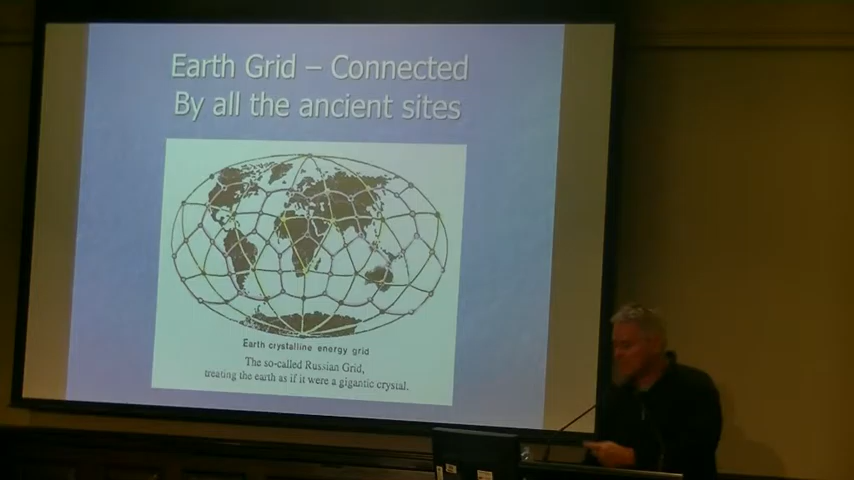 Earth Grid – Connected
By all the ancient sites
Earth crystalline energy grid
The so-called Russian Grid,
treating the earth as if it were a gigantic crystal.